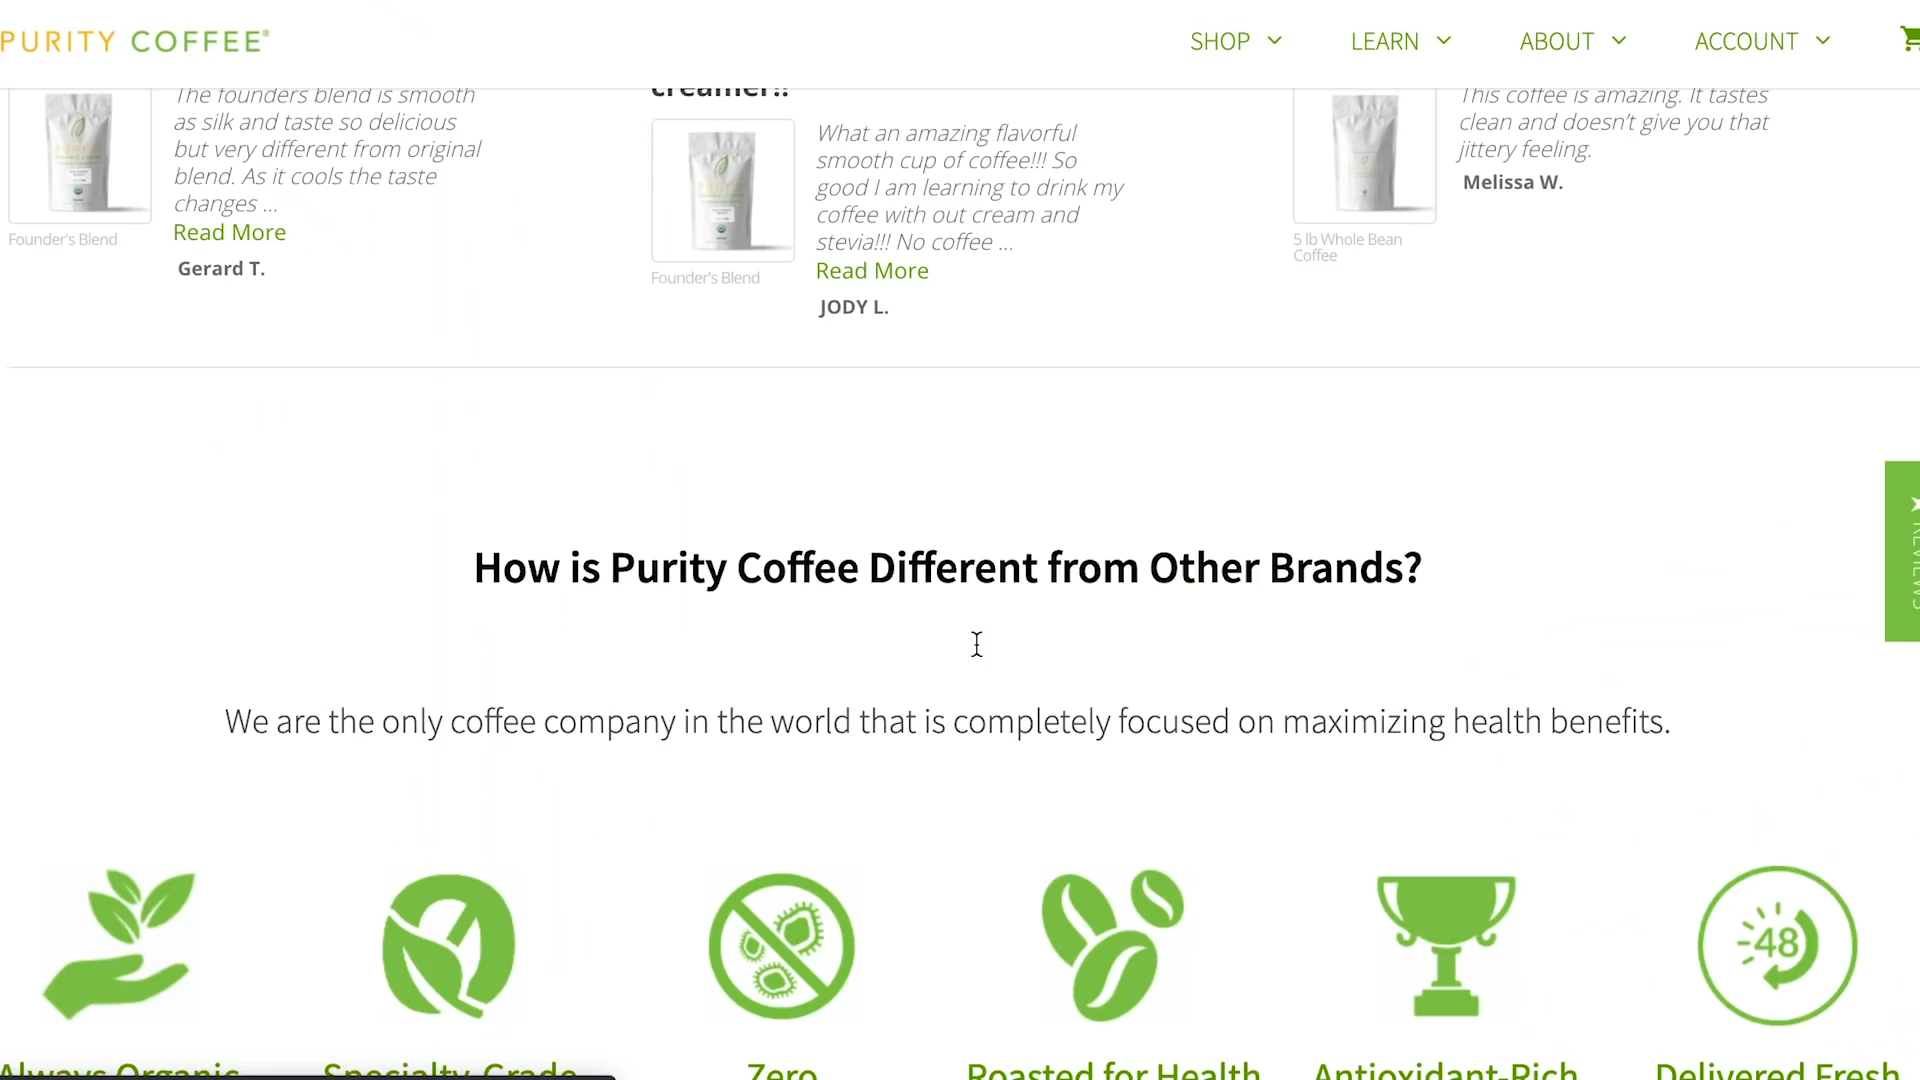 PURITY COFFEE®
SHOP
LEARN
ABOUT
ACCOUNT
The founders blend is smooth
as silk and taste so delicious
but very different from original
blend. As it cools the taste
changes ...
Read More
Gerard T.
Founder's Blend
creamer!!
What an amazing flavorful
smooth cup of coffee!!! So
good I am learning to drink my
coffee with out cream and
stevia!!! No coffee ...
Read More
JODY L.
Founder's Blend
This coffee is amazing. It tastes
clean and doesn't give you that
jittery feeling.
Melissa W.
5 lb Whole Bean
Coffee
REVIEWS
How is Purity Coffee Different from Other Brands?
We are the only coffee company in the world that is completely focused on maximizing health benefits.
48
Always Organic
Specialty-Grade
Zero
Roasted for Health
Antioxidant-Rich
Delivered Fresh